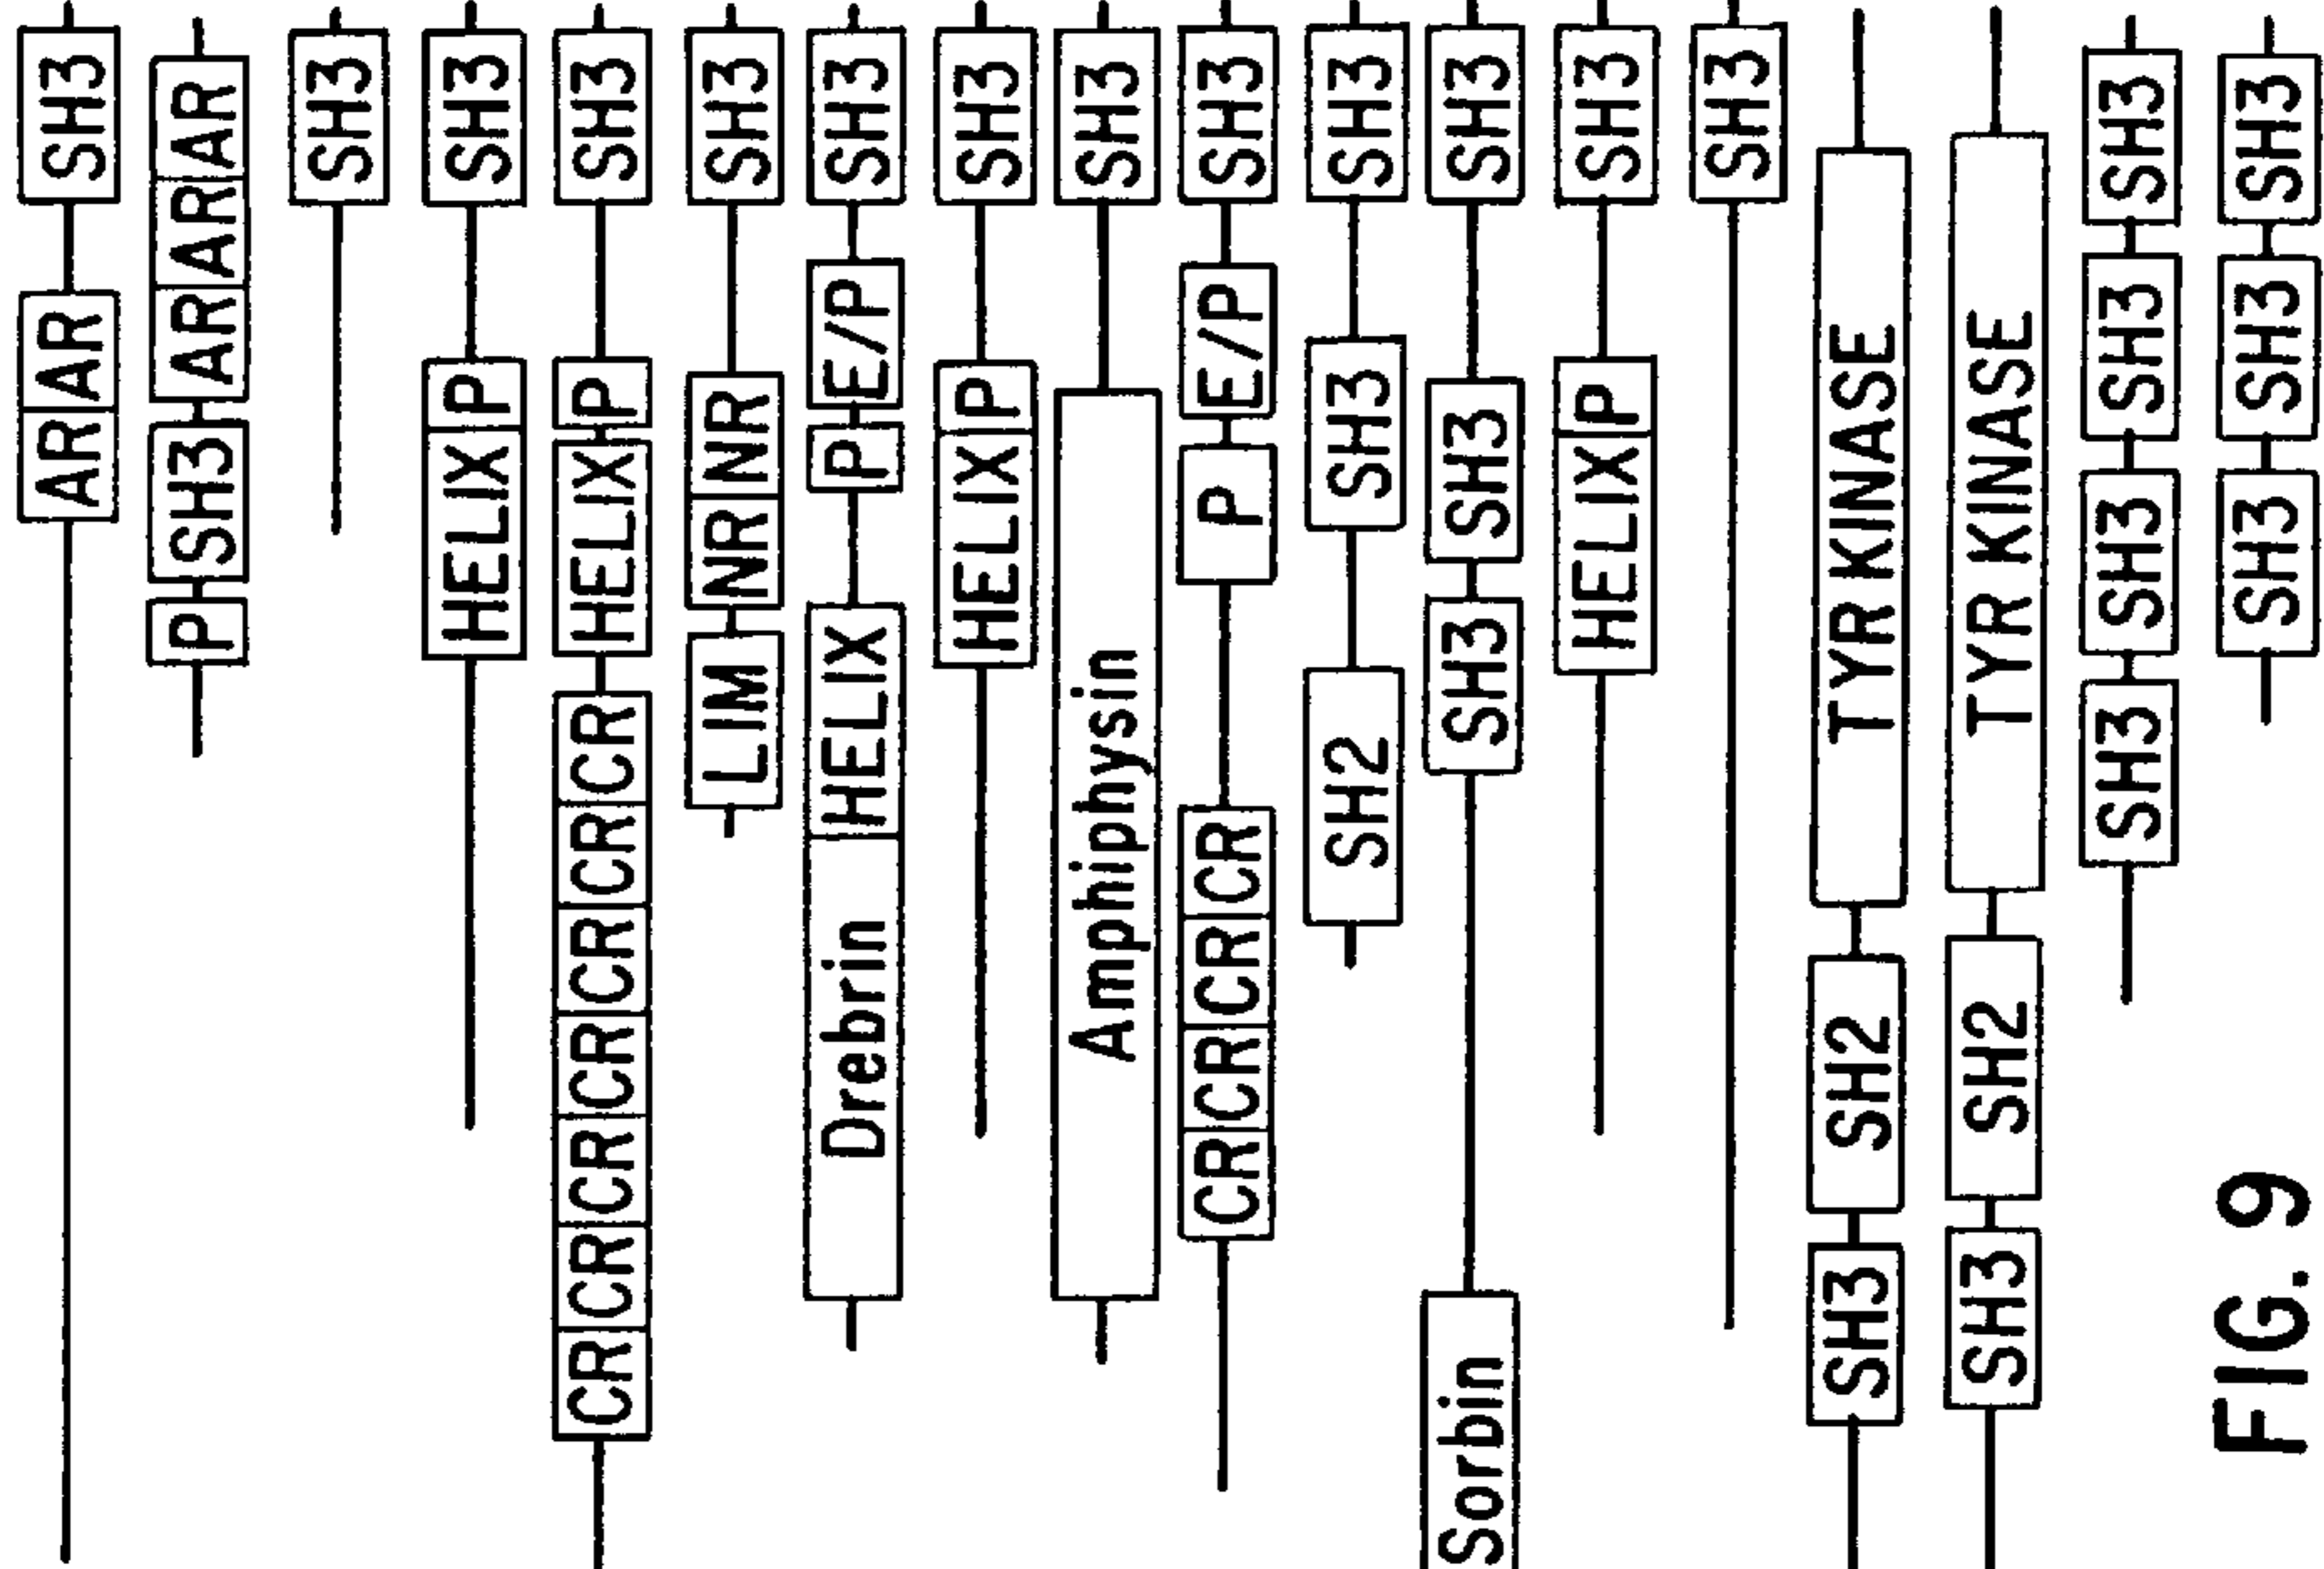 AR AR SH3
P SH3 AR AR AR
SH3
HELIX P SH3
CR CR CR CR CR CR CR HELIX P SH3
LIM NR NR SH3
Drebrin HELIX P E/P SH3
HELIX P SH3
Amphiphysin SH3
CR CR CR CR P E/P SH3
SH2 SH3 SH3
Sorbin SH3 SH3 SH3
HELIX P SH3
SH3
SH3 SH2 TYR KINASE
SH3 SH2 TYR KINASE
SH3 SH3 SH3 SH3
SH3 SH3 SH3
FIG. 9